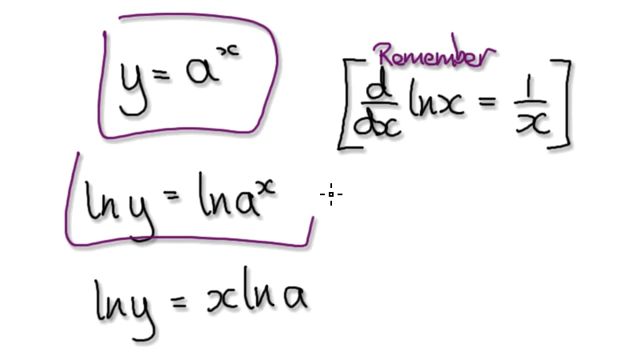 y = a^x
Remember
[d/dx ln x = 1/x]
ln y = ln a^x
ln y = x ln a